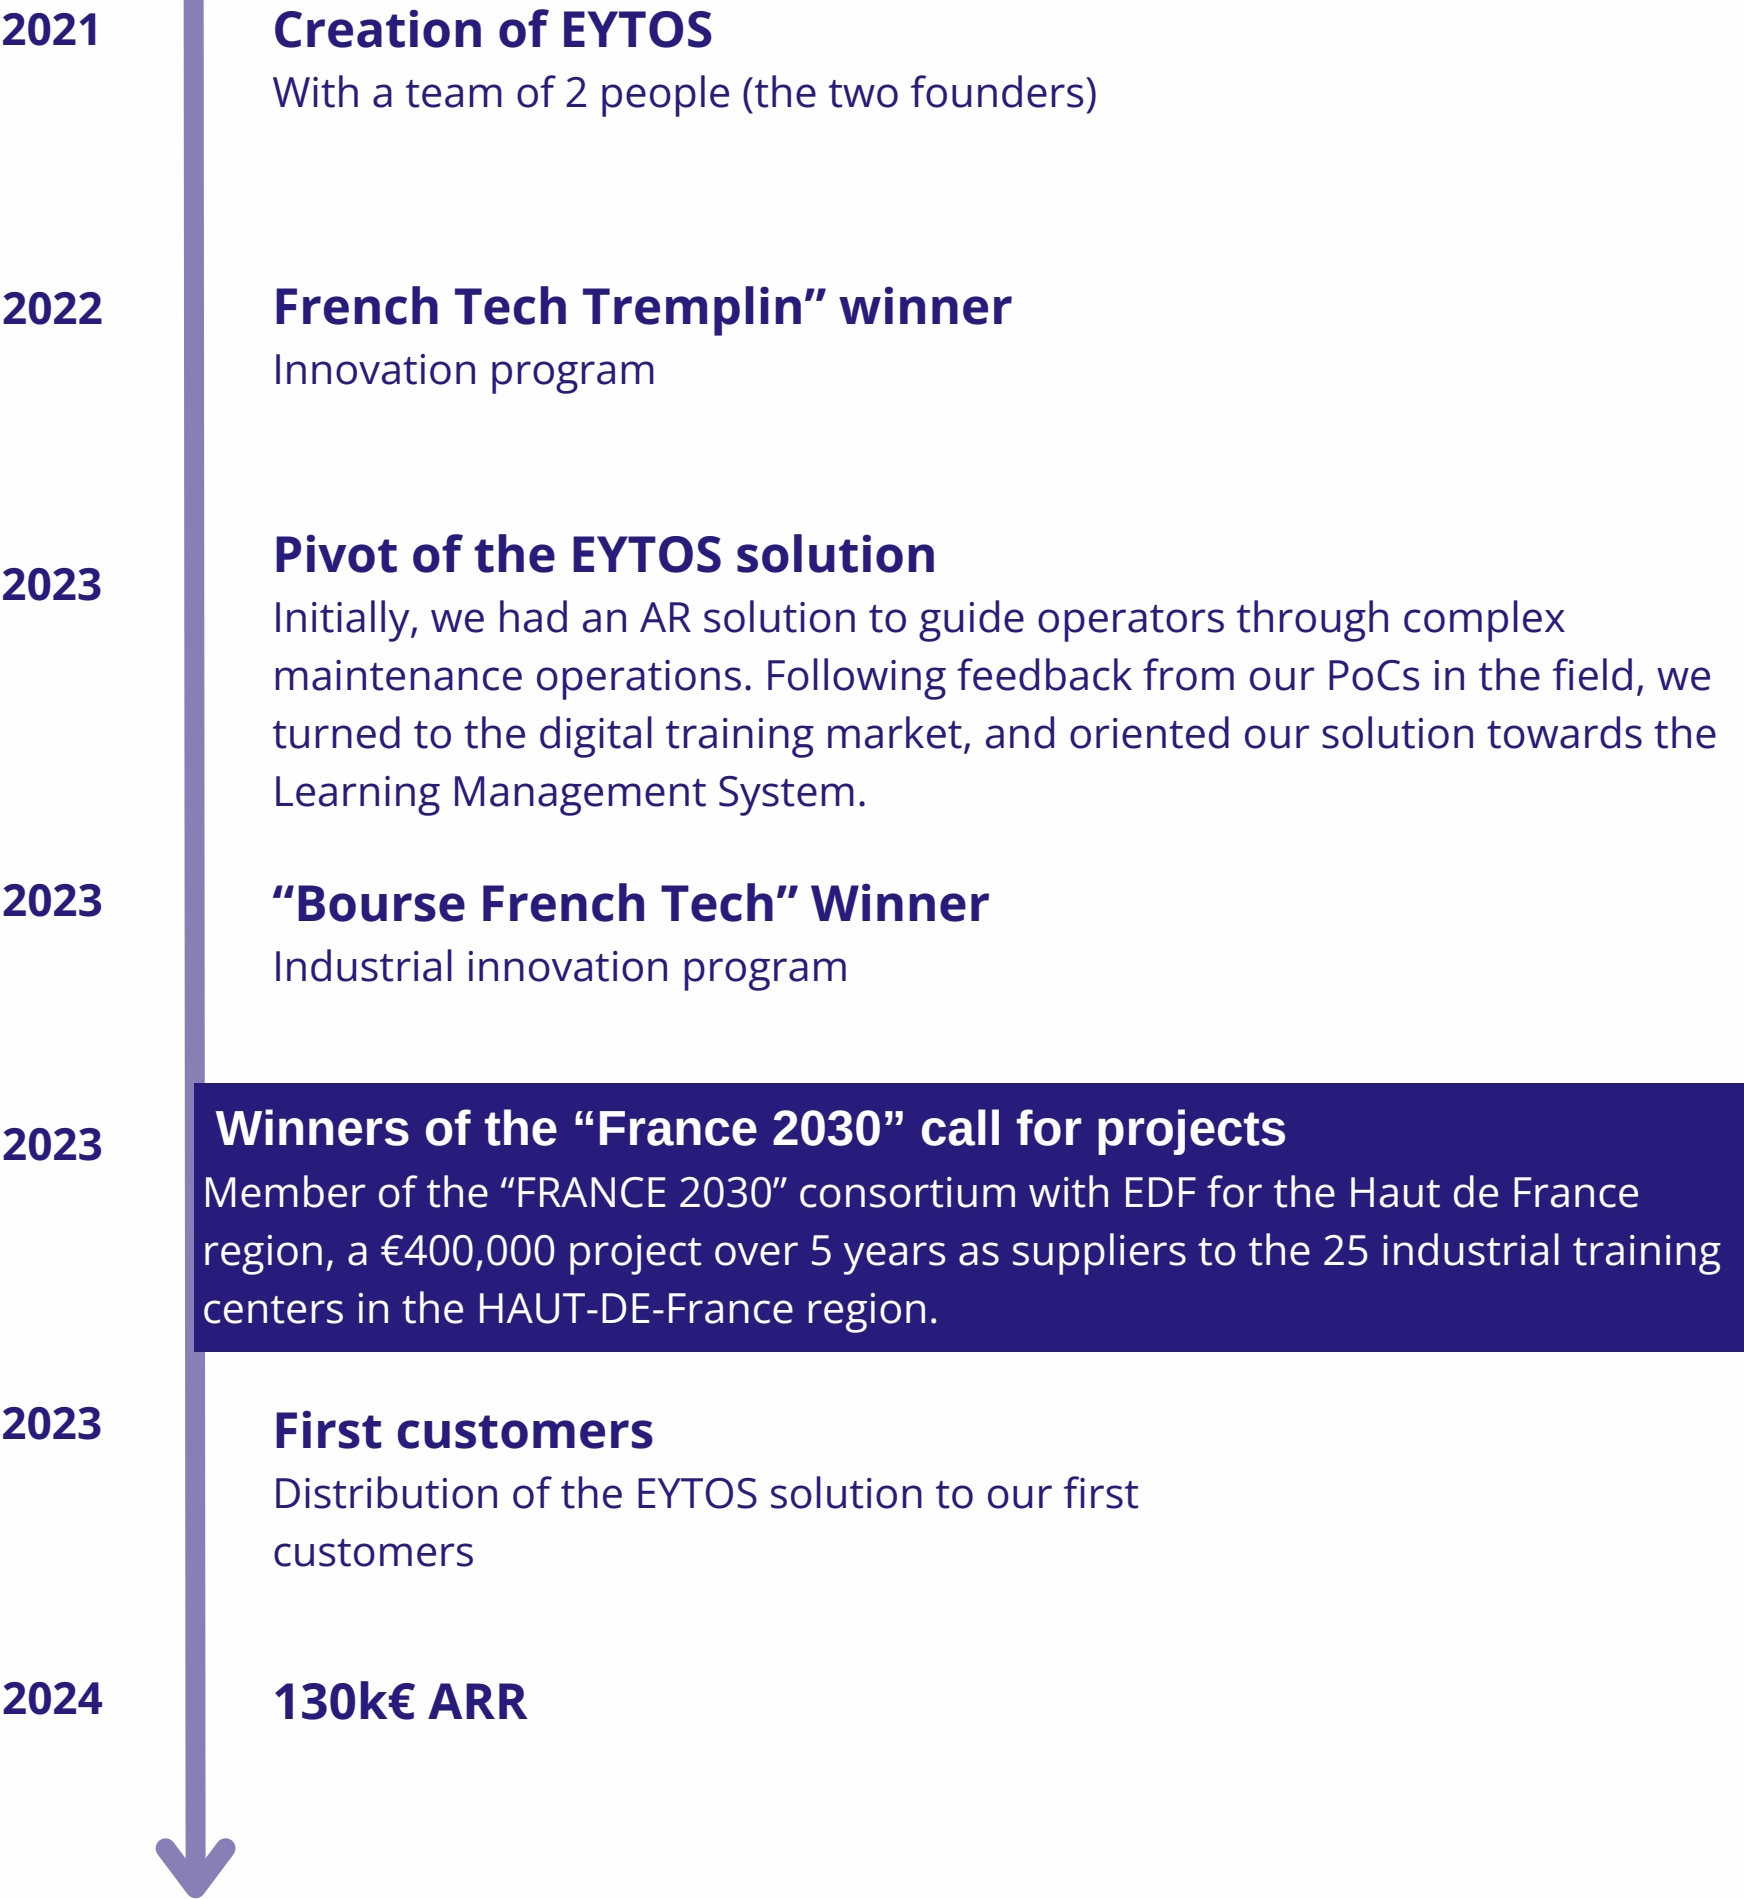 2021
Creation of EYTOS
With a team of 2 people (the two founders)
2022
French Tech Tremplin” winner
Innovation program
2023
Pivot of the EYTOS solution
Initially, we had an AR solution to guide operators through complex
maintenance operations. Following feedback from our PoCs in the field, we
turned to the digital training market, and oriented our solution towards the
Learning Management System.
2023
“Bourse French Tech” Winner
Industrial innovation program
2023
Winners of the “France 2030” call for projects
Member of the “FRANCE 2030” consortium with EDF for the Haut de France
region, a €400,000 project over 5 years as suppliers to the 25 industrial training
centers in the HAUT-DE-France region.
2023
First customers
Distribution of the EYTOS solution to our first
customers
2024
130k€ ARR